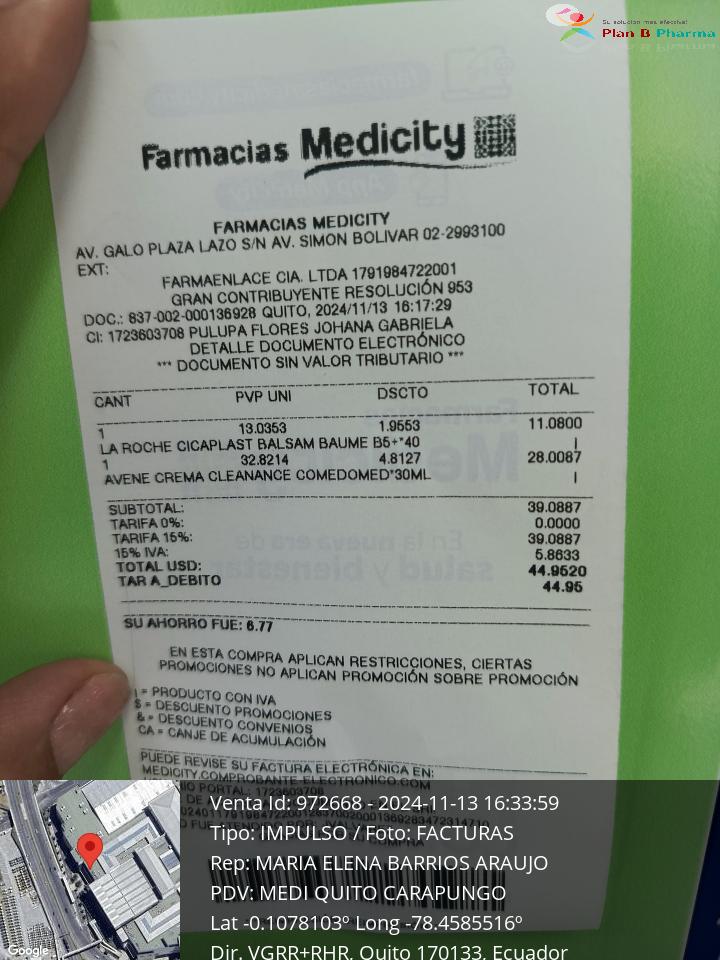 Su solucion mas efectiva!
Plan B Pharma
Farmacias Medicity
FARMACIAS MEDICITY
AV. GALO PLAZA LAZO S/N AV. SIMON BOLIVAR 02-2993100
EXT:
FARMAENLACE CIA. LTDA 1791984722001
GRAN CONTRIBUYENTE RESOLUCIÓN 953
DOC.: 837-002-000136928 QUITO, 2024/11/13 16:17:29
CI: 1723603708 PULUPA FLORES JOHANA GABRIELA
DETALLE DOCUMENTO ELECTRÓNICO
*** DOCUMENTO SIN VALOR TRIBUTARIO ***
CANT PVP UNI DSCTO TOTAL
1 13.0353 1.9553 11.0800
LA ROCHE CICAPLAST BALSAM BAUME B5+*40 I
1 32.8214 4.8127 28.0087
AVENE CREMA CLEANANCE COMEDOMED*30ML I
SUBTOTAL: 39.0887
TARIFA 0%: 0.0000
TARIFA 15%: 39.0887
15% IVA: 5.8633
TOTAL USD: 44.9520
TAR A_DEBITO 44.95
SU AHORRO FUE: 6.77
EN ESTA COMPRA APLICAN RESTRICCIONES, CIERTAS
PROMOCIONES NO APLICAN PROMOCIÓN SOBRE PROMOCIÓN
I = PRODUCTO CON IVA
S = DESCUENTO PROMOCIONES
& = DESCUENTO CONVENIOS
CA = CANJE DE ACUMULACIÓN
PUEDE REVISE SU FACTURA ELECTRÓNICA EN:
MEDICITY.COMPROBANTE-ELECTRONICO.COM
PORTAL: 1723603708
Venta Id: 972668 - 2024-11-13 16:33:59
Tipo: IMPULSO / Foto: FACTURAS
Rep: MARIA ELENA BARRIOS ARAUJO
PDV: MEDI QUITO CARAPUNGO
Lat -0.1078103º Long -78.4585516º
Dir. VGRR+RHR, Quito 170133, Ecuador
Google